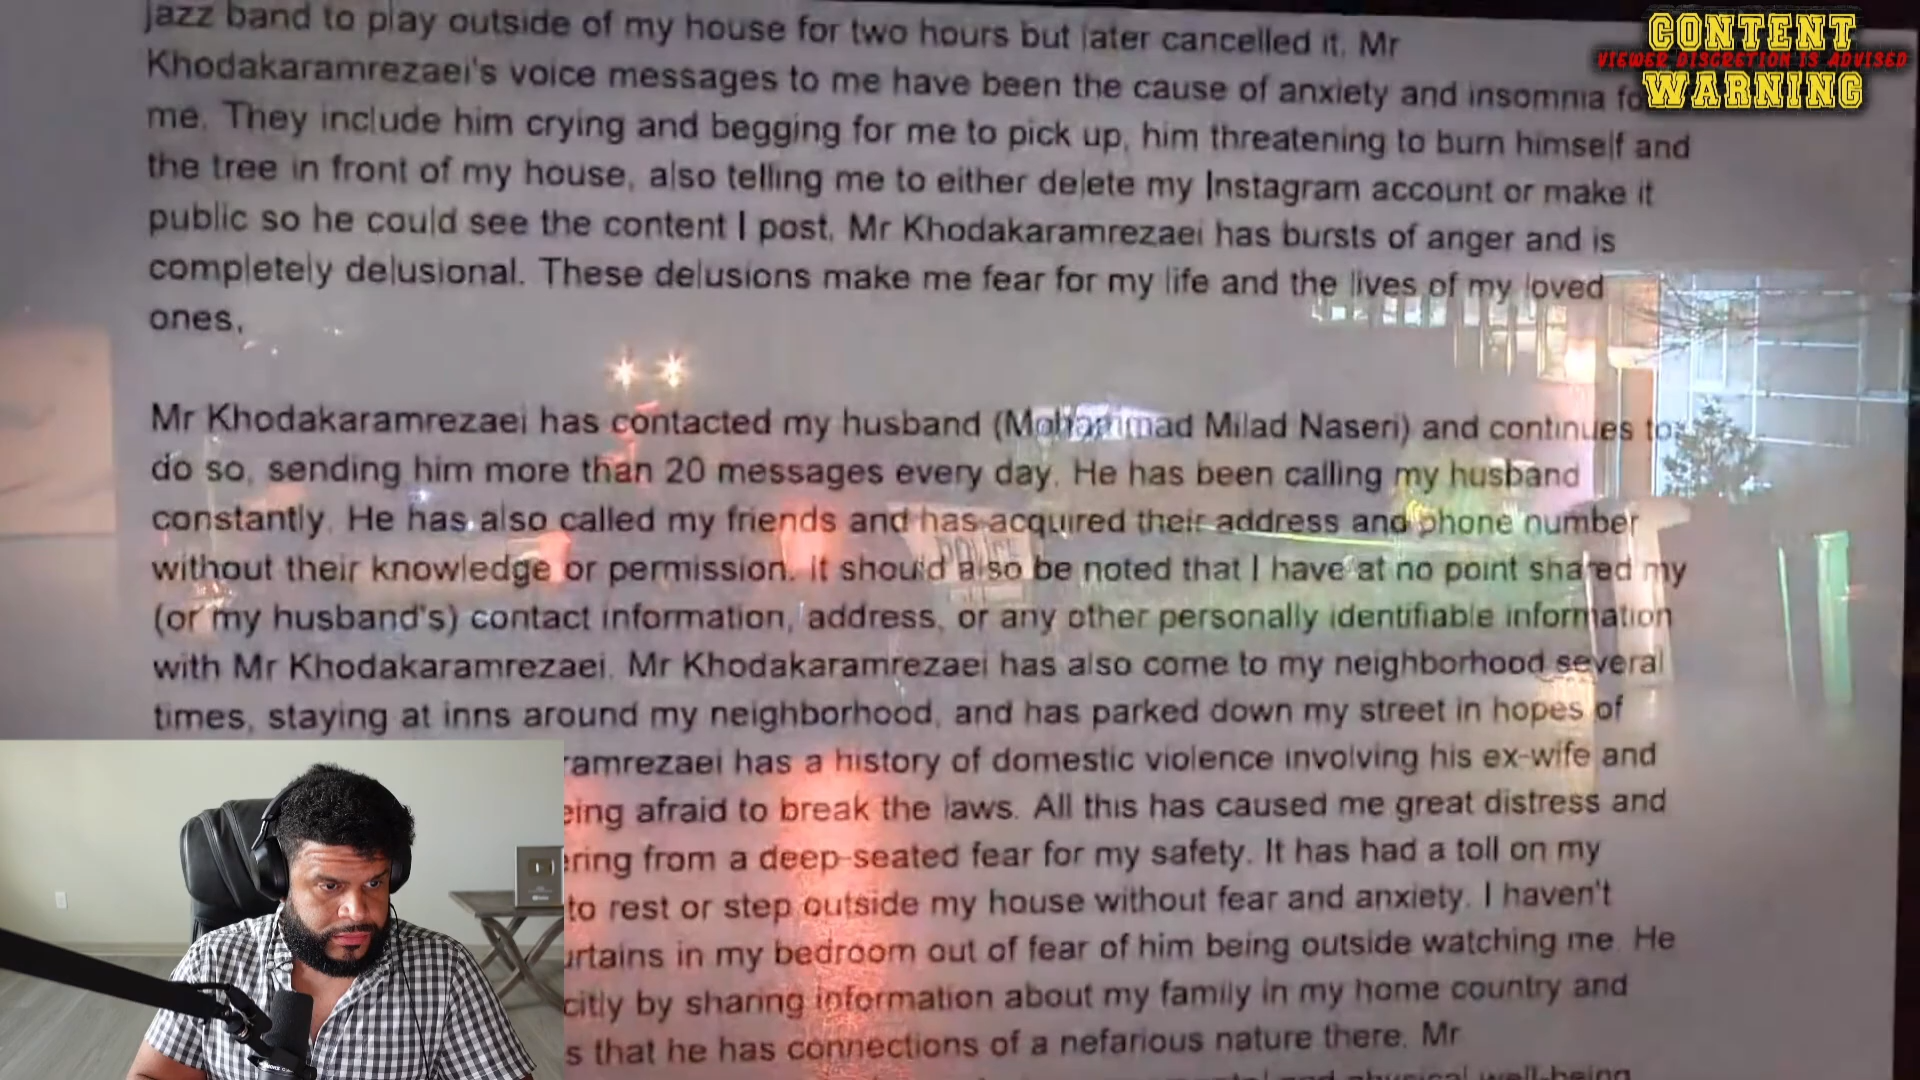 jazz band to play outside of my house for two hours but later cancelled it. Mr
Khodakaramrezaei's voice messages to me have been the cause of anxiety and insomnia fo
me. They include him crying and begging for me to pick up, him threatening to burn himself and
the tree in front of my house, also telling me to either delete my Instagram account or make it
public so he could see the content I post. Mr Khodakaramrezaei has bursts of anger and is
completely delusional. These delusions make me fear for my life and the lives of my loved
ones,
Mr Khodakaramrezaei has contacted my husband (Mohammad Milad Naseri) and continues to
do so, sending him more than 20 messages every day. He has been calling my husband
constantly. He has also called my friends and has acquired their address and phone number
without their knowledge or permission. It should also be noted that I have at no point shared my
(or my husband's) contact information, address, or any other personally identifiable information
with Mr Khodakaramrezaei. Mr Khodakaramrezaei has also come to my neighborhood several
times, staying at inns around my neighborhood, and has parked down my street in hopes of
ramrezaei has a history of domestic violence involving his ex-wife and
eing afraid to break the laws. All this has caused me great distress and
ering from a deep-seated fear for my safety. It has had a toll on my
to rest or step outside my house without fear and anxiety. I haven't
urtains in my bedroom out of fear of him being outside watching me. He
citly by sharing information about my family in my home country and
s that he has connections of a nefarious nature there. Mr
physical well-being
CONTENT
VIEWER DISCRETION IS ADVISED
WARNING
POLICE